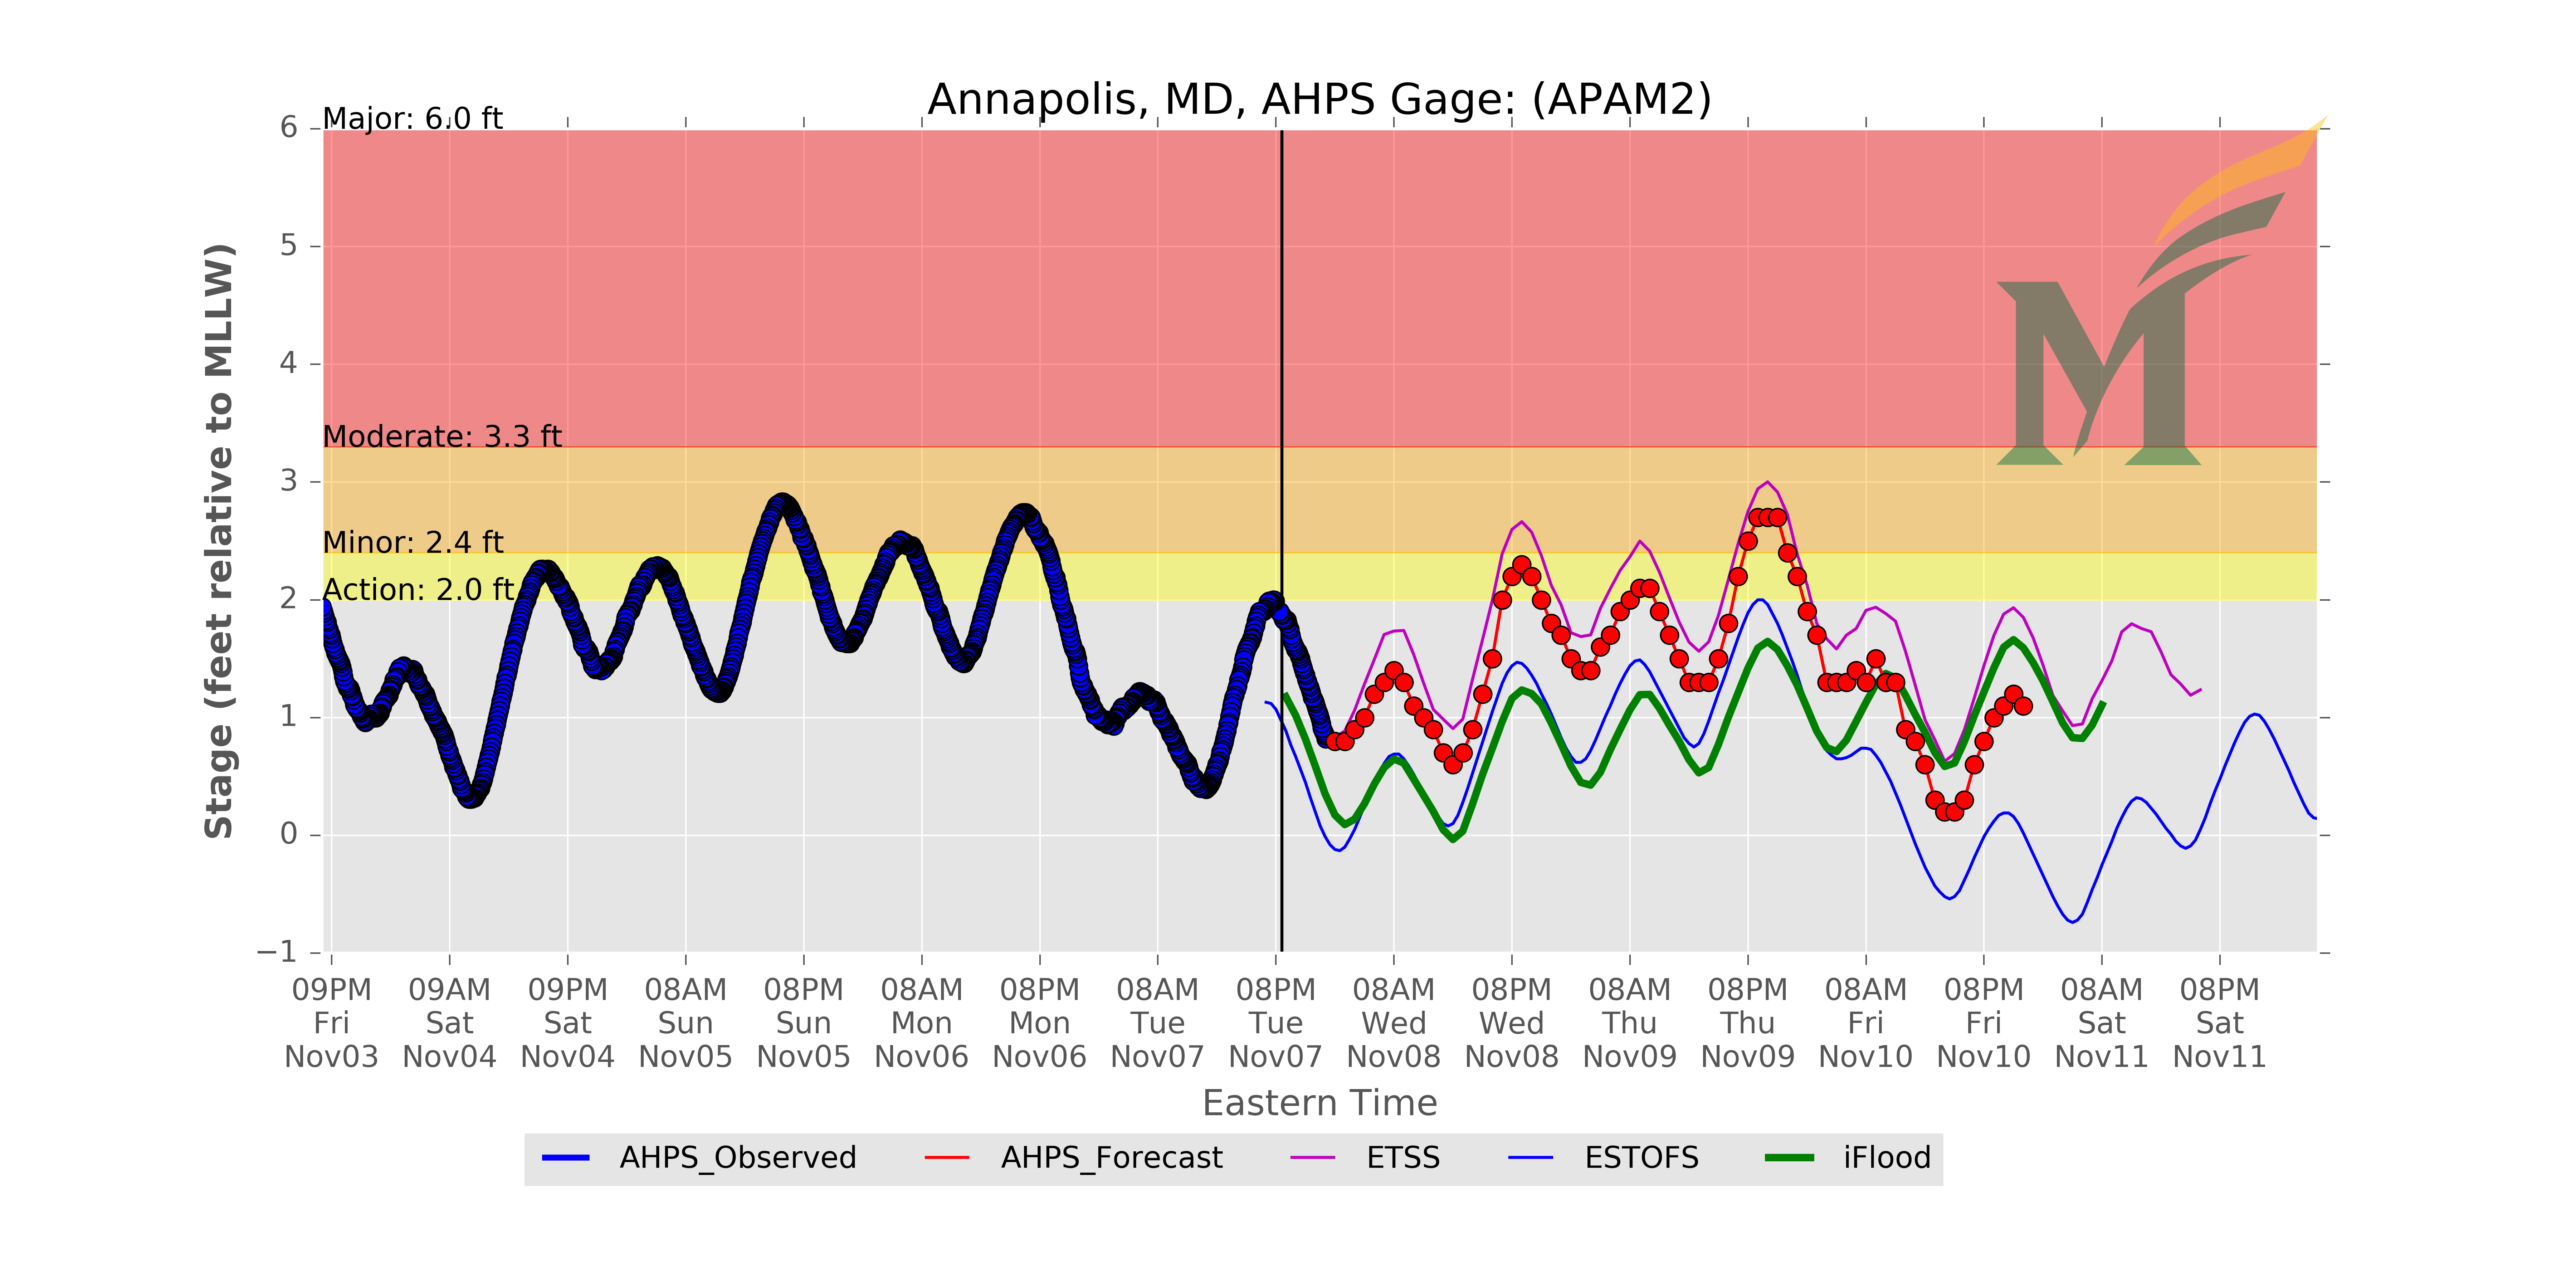 Annapolis, MD, AHPS Gage: (APAM2)
Major: 6.0 ft
Moderate: 3.3 ft
Minor: 2.4 ft
Action: 2.0 ft
6
5
4
3
2
1
0
−1
Stage (feet relative to MLLW)
09PM 09AM 09PM 08AM 08PM 08AM 08PM 08AM 08PM 08AM 08PM 08AM 08PM 08AM 08PM 08AM 08PM
Fri Sat Sat Sun Sun Mon Mon Tue Tue Wed Wed Thu Thu Fri Fri Sat Sat
Nov03 Nov04 Nov04 Nov05 Nov05 Nov06 Nov06 Nov07 Nov07 Nov08 Nov08 Nov09 Nov09 Nov10 Nov10 Nov11 Nov11
Eastern Time
AHPS_Observed AHPS_Forecast ETSS ESTOFS iFlood
M